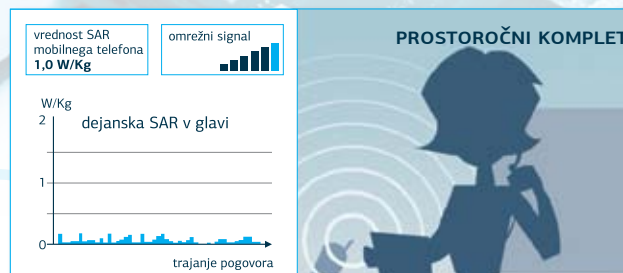 vrednost SAR
mobilnega telefona
1,0 W/Kg
omrežni signal
PROSTOROČNI KOMPLET
W/Kg
2
dejanska SAR v glavi
1
0
trajanje pogovora